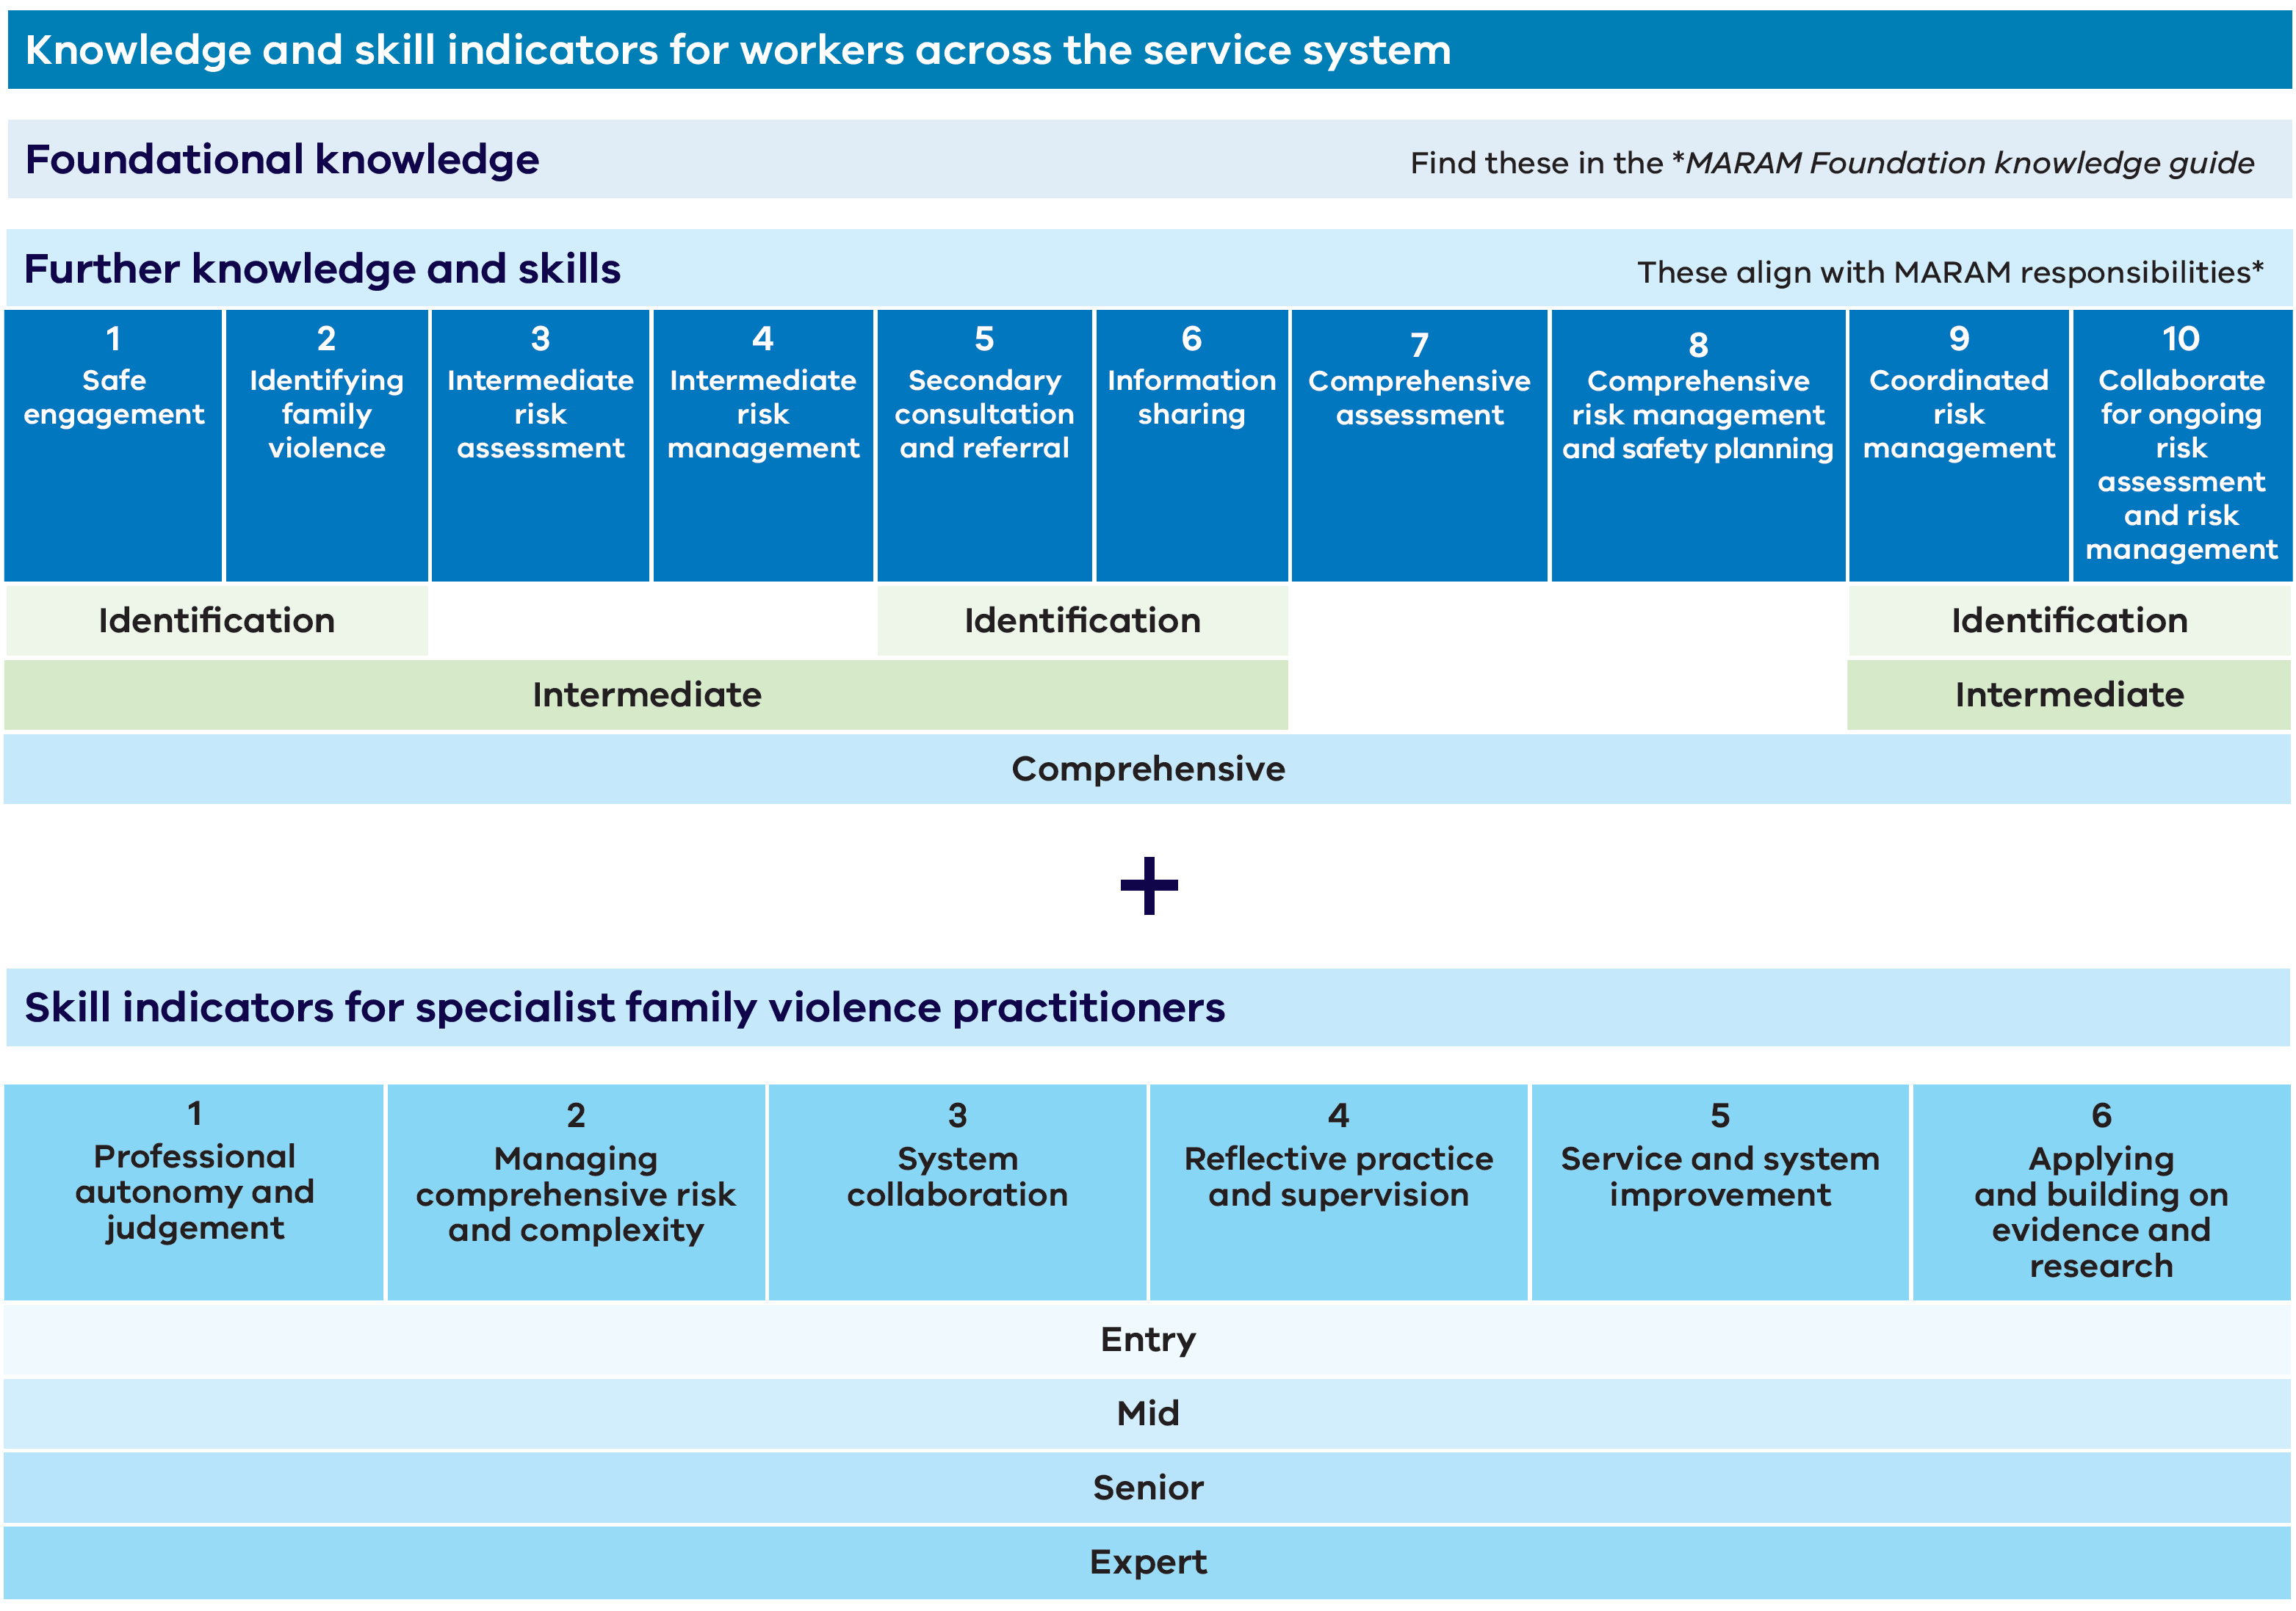 Knowledge and skill indicators for workers across the service system
Foundational knowledge
Find these in the *MARAM Foundation knowledge guide
Further knowledge and skills
These align with MARAM responsibilities*
1
Safe
engagement
2
Identifying
family
violence
3
Intermediate
risk
assessment
4
Intermediate
risk
management
5
Secondary
consultation
and referral
6
Information
sharing
7
Comprehensive
assessment
8
Comprehensive
risk management
and safety planning
9
Coordinated
risk
management
10
Collaborate
for ongoing
risk
assessment
and risk
management
Identification
Identification
Identification
Intermediate
Intermediate
Comprehensive
+
Skill indicators for specialist family violence practitioners
1
Professional
autonomy and
judgement
2
Managing
comprehensive risk
and complexity
3
System
collaboration
4
Reflective practice
and supervision
5
Service and system
improvement
6
Applying
and building on
evidence and
research
Entry
Mid
Senior
Expert